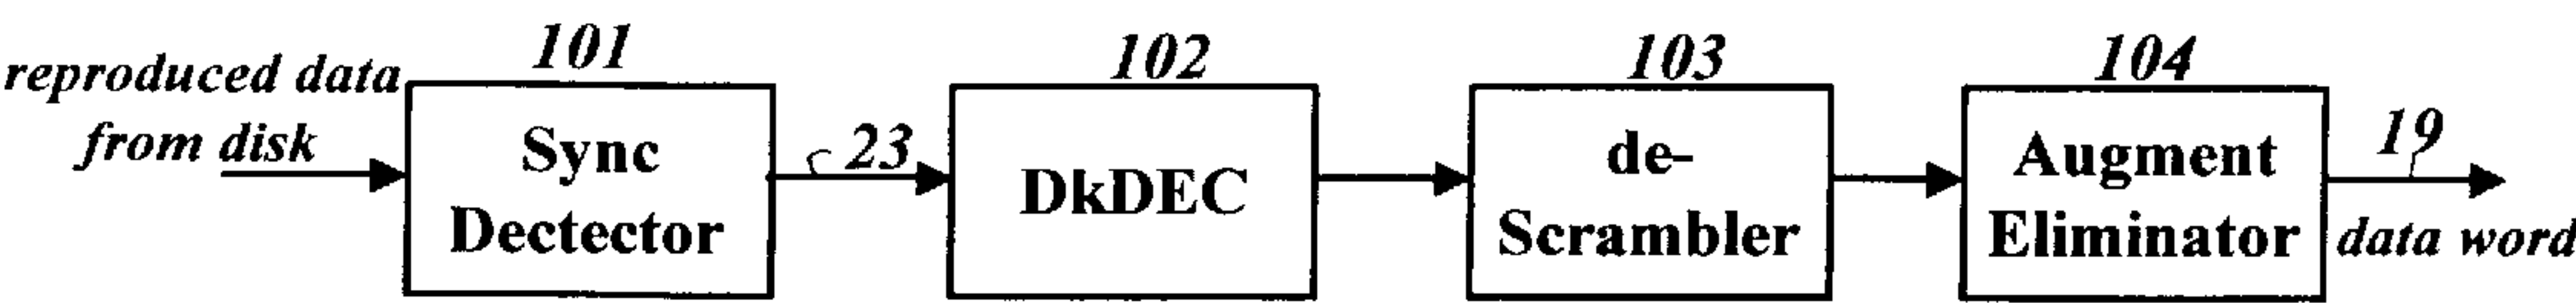 101
102
103
104
reproduced data
from disk
Sync
Dectector
23
DkDEC
de-
Scrambler
Augment
Eliminator
19
data word